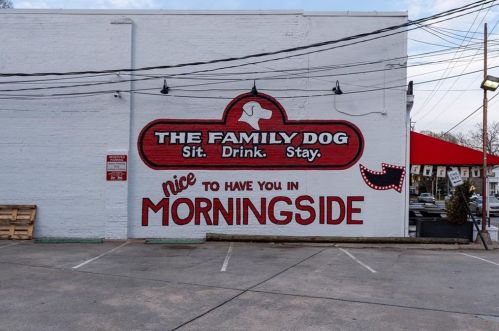 THE FAMILY DOG
Sit. Drink. Stay.
nice TO HAVE YOU IN
MORNINGSIDE